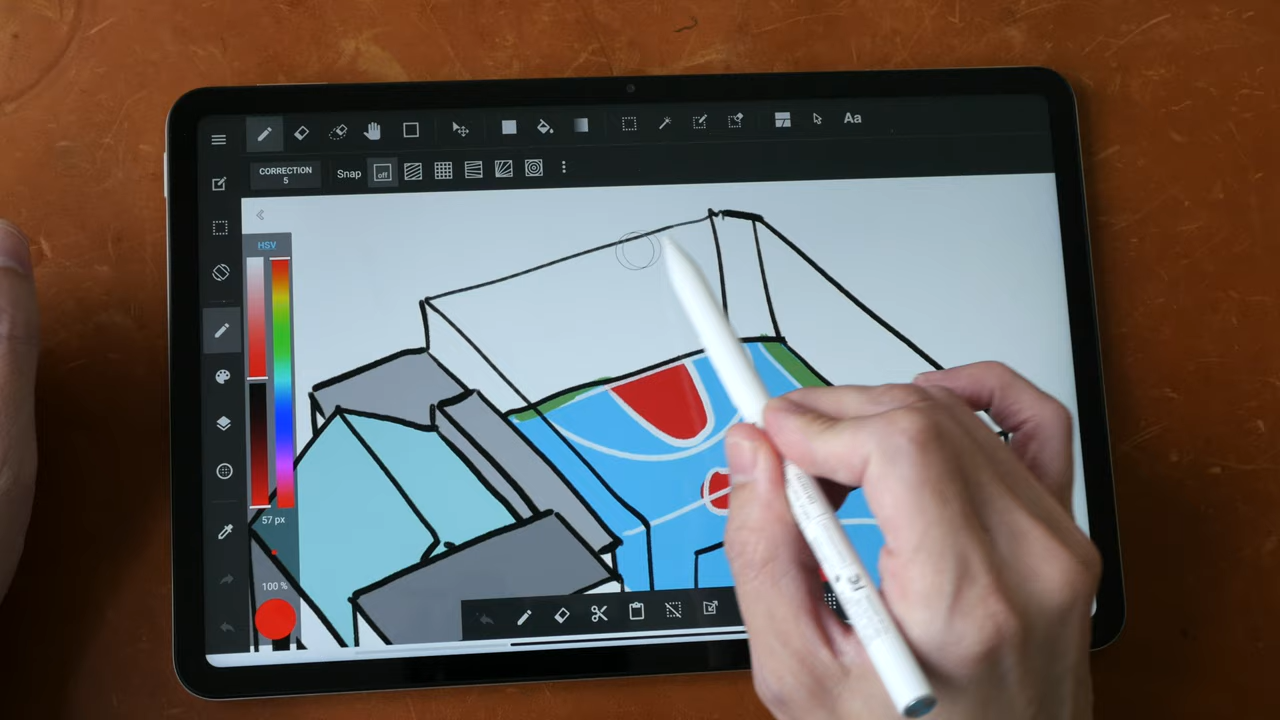 Aa
CORRECTION
5
Snap
off
HSV
57 px
100 %